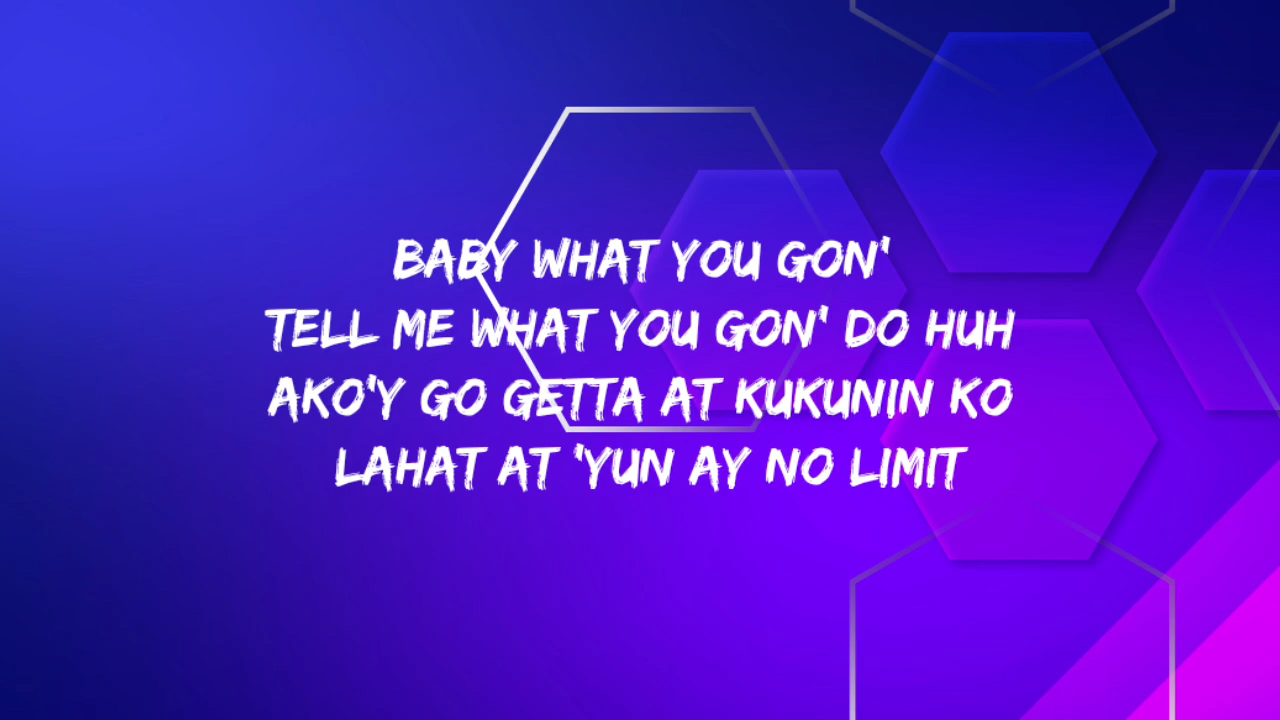 BABY WHAT YOU GON'
TELL ME WHAT YOU GON' DO HUH
AKO'Y GO GETTA AT KUKUNIN KO
LAHAT AT 'YUN AY NO LIMIT